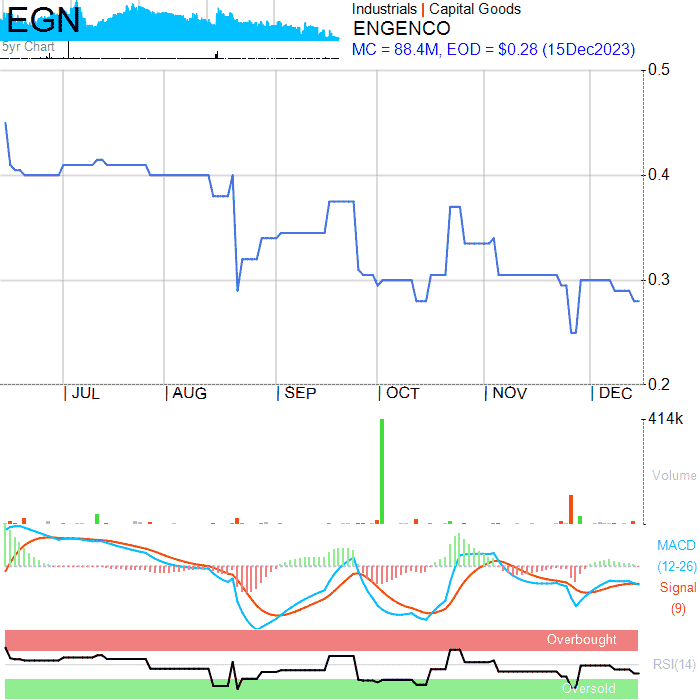 EGN
5yr Chart
Industrials | Capital Goods
ENGENCO
MC = 88.4M, EOD = $0.28 (15Dec2023)
0.5
0.4
0.3
0.2
| JUL | AUG | SEP | OCT | NOV | DEC
414k
Volume
MACD
(12-26)
Signal
(9)
Overbought
RSI(14)
Oversold